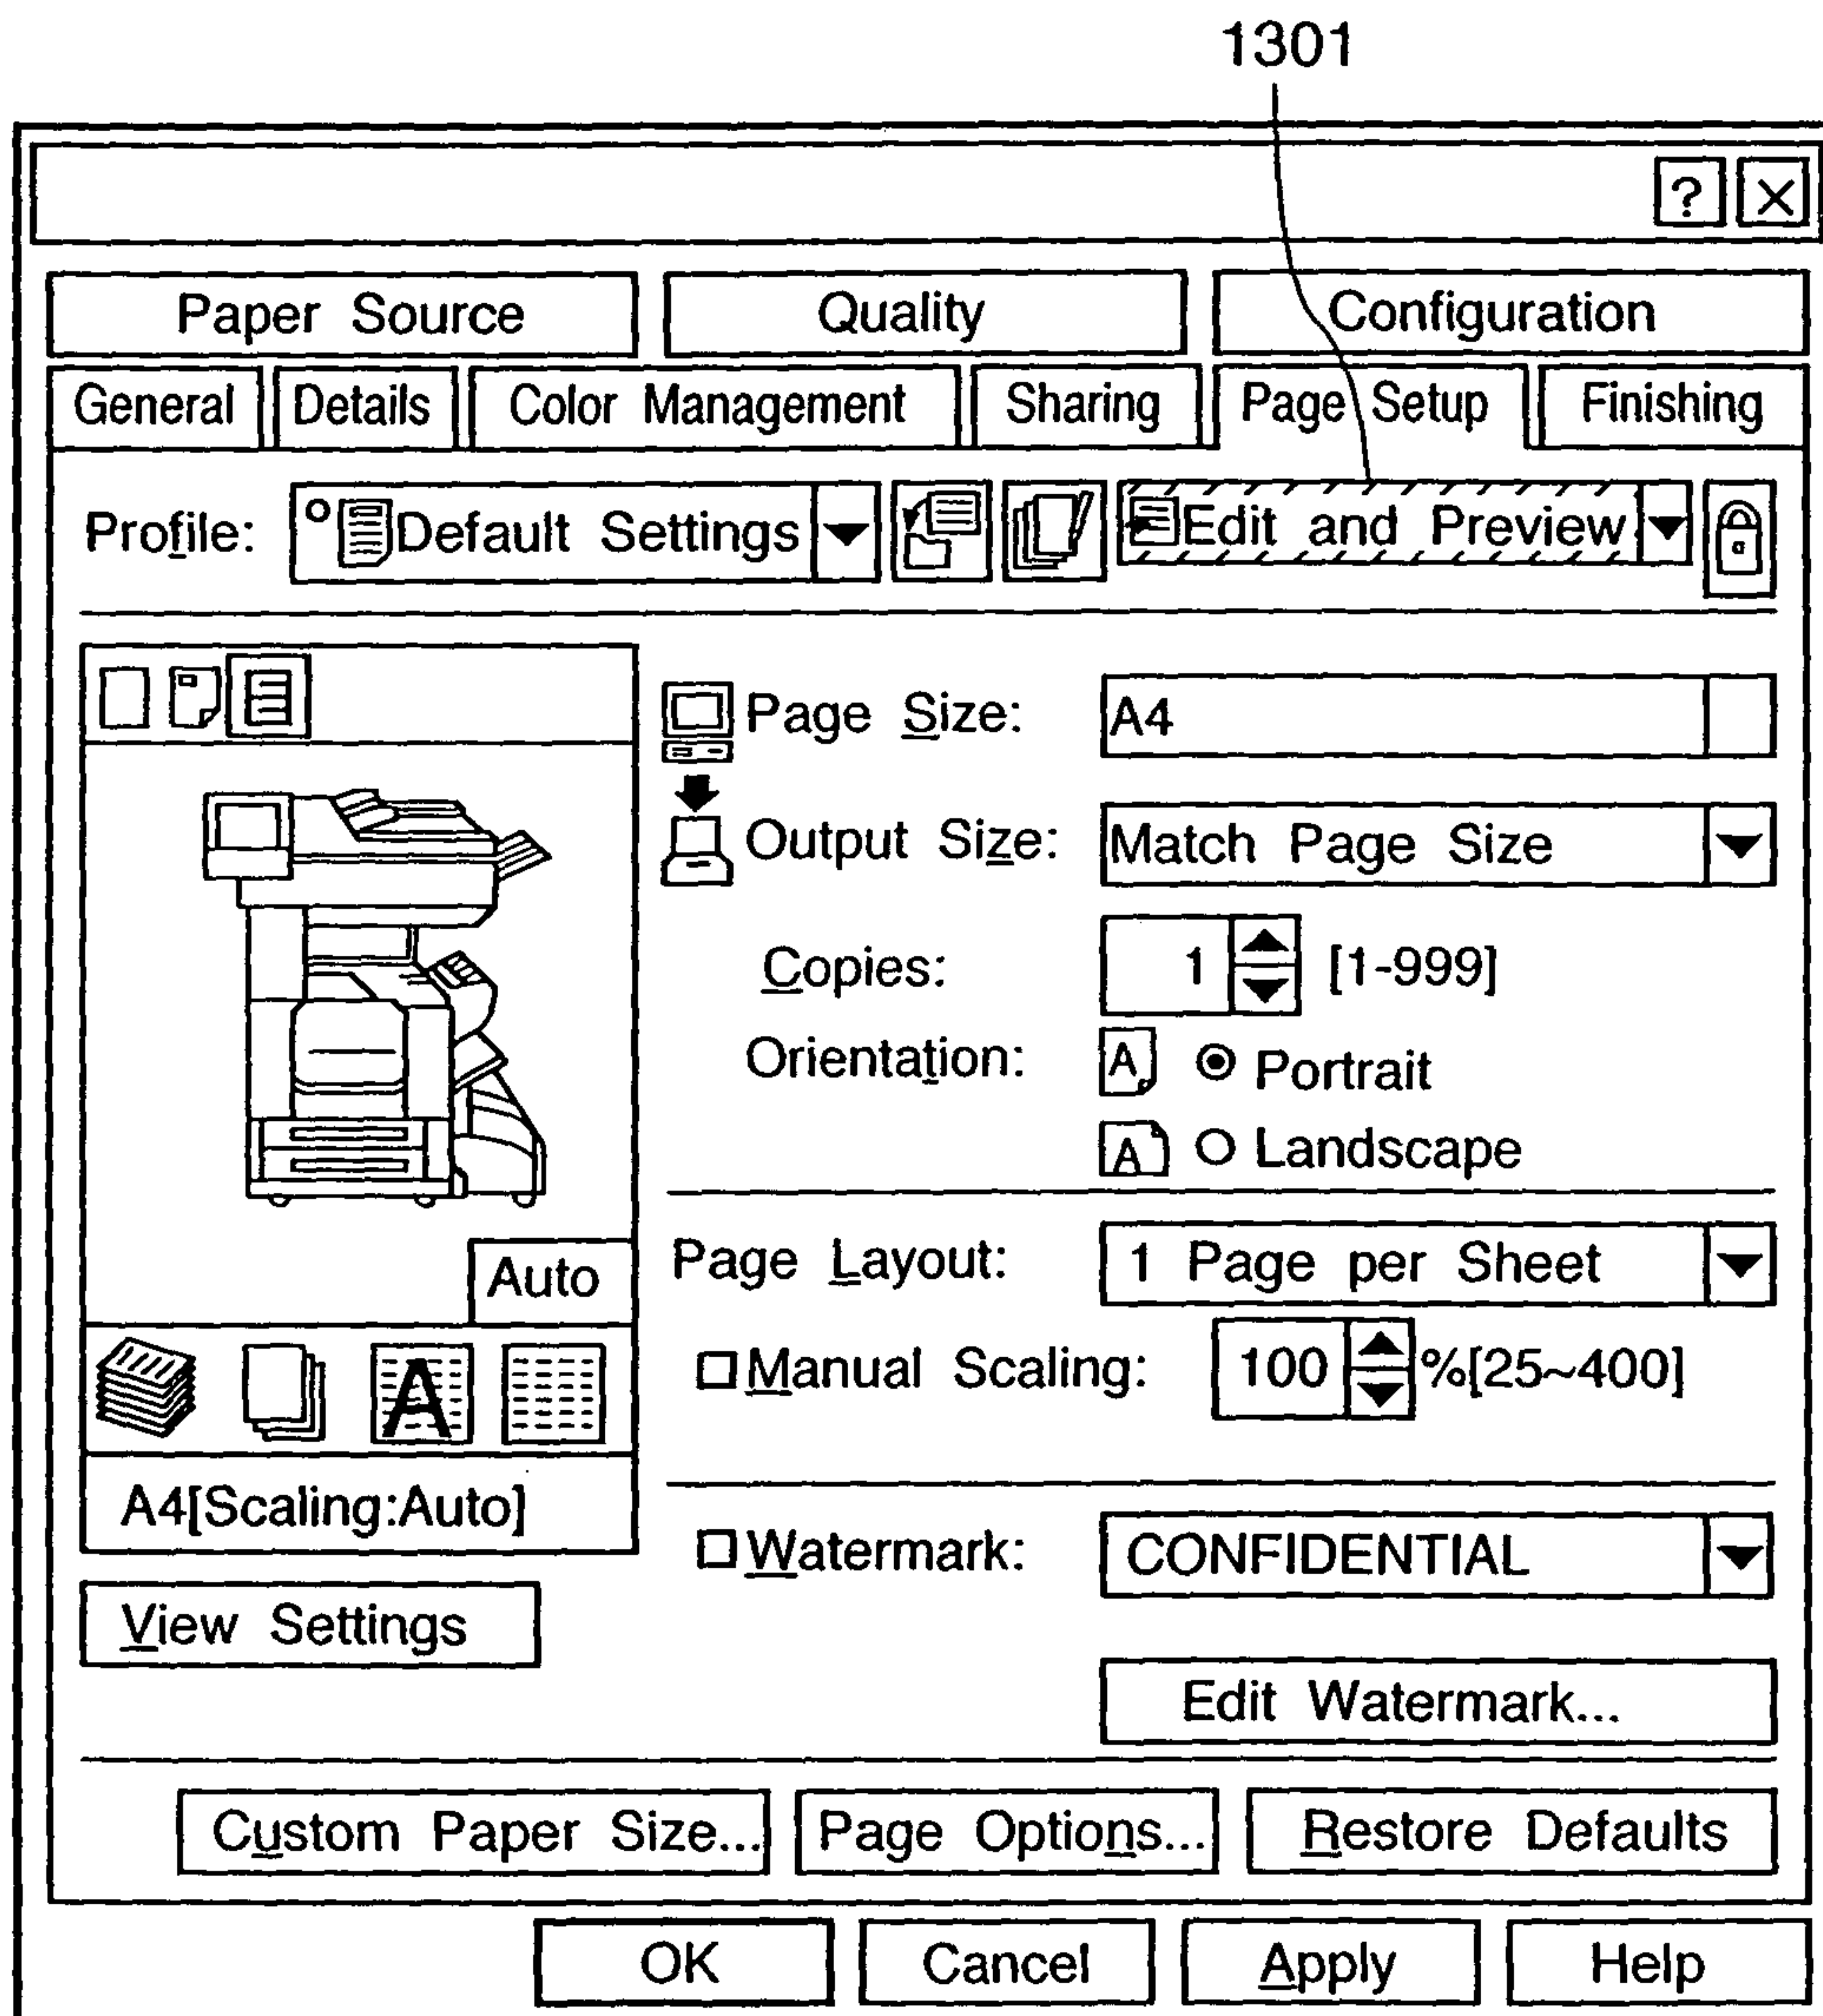 1301
? ×
Paper Source Quality Configuration
General Details Color Management Sharing Page Setup Finishing
Profile: Default Settings Edit and Preview
Page Size: A4
Output Size: Match Page Size
Copies: 1 [1-999]
Orientation: A Portrait
A Landscape
Auto
Page Layout: 1 Page per Sheet
A
Manual Scaling: 100 %[25~400]
A4[Scaling:Auto]
Watermark: CONFIDENTIAL
View Settings
Edit Watermark...
Custom Paper Size... Page Options... Restore Defaults
OK Cancel Apply Help